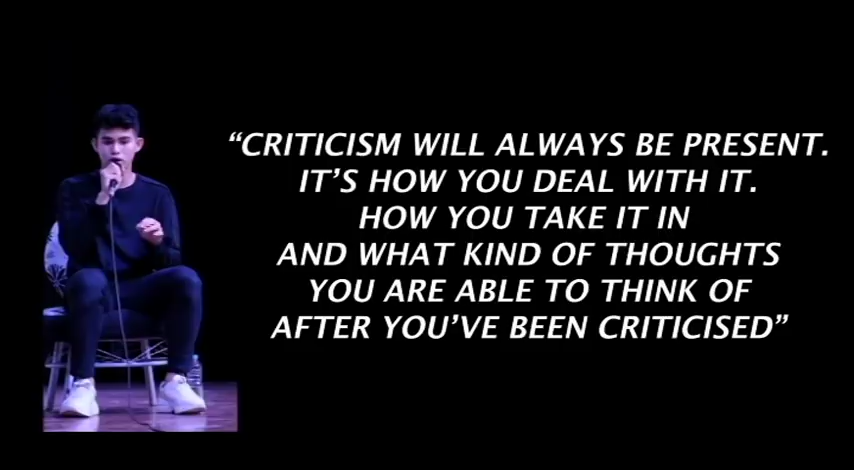 “CRITICISM WILL ALWAYS BE PRESENT.
IT’S HOW YOU DEAL WITH IT.
HOW YOU TAKE IT IN
AND WHAT KIND OF THOUGHTS
YOU ARE ABLE TO THINK OF
AFTER YOU’VE BEEN CRITICISED”